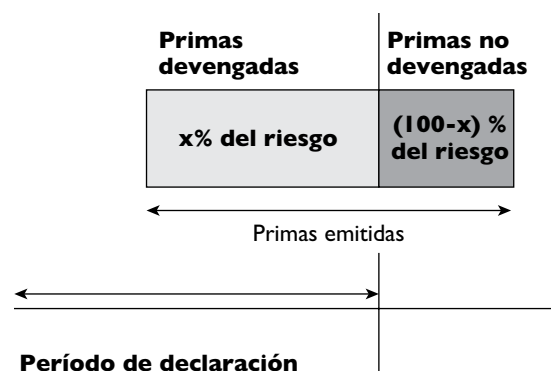 Primas
devengadas
Primas no
devengadas
x% del riesgo
(100-x) %
del riesgo
Primas emitidas
Período de declaración